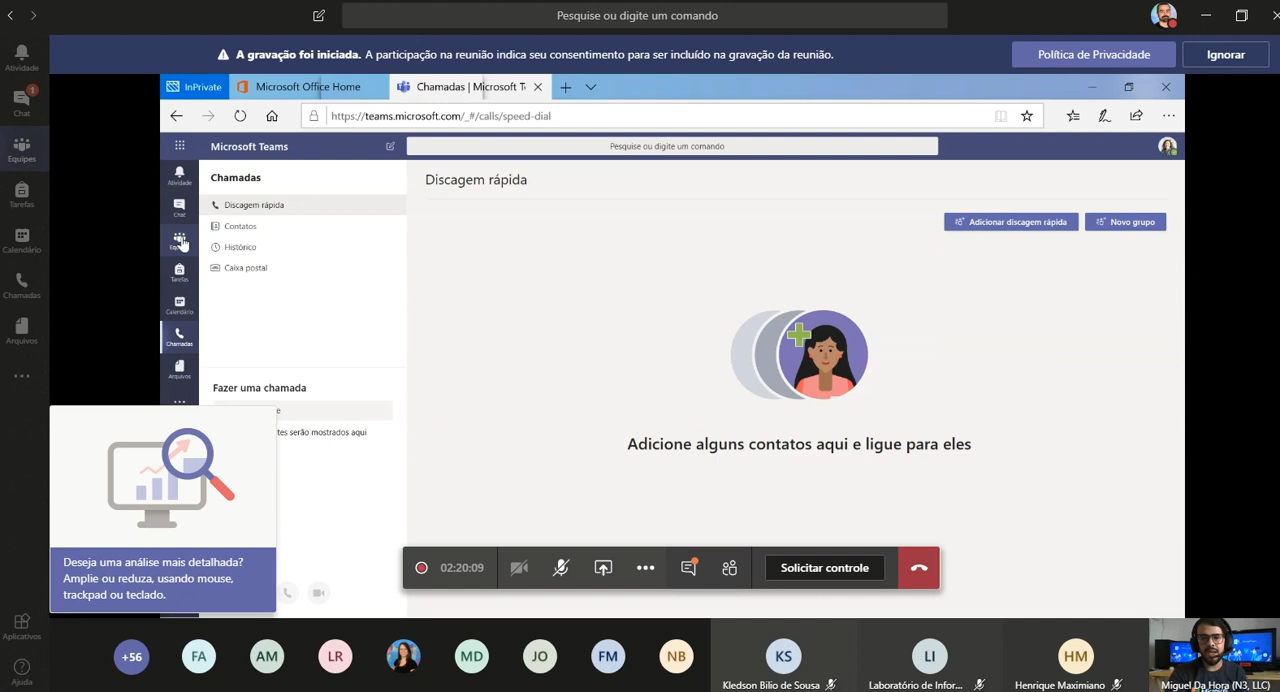 Pesquise ou digite um comando
A gravação foi iniciada. A participação na reunião indica seu consentimento para ser incluído na gravação da reunião.
Política de Privacidade
Ignorar
Atividade
1
Chat
Equipes
Tarefas
Calendário
Chamadas
Arquivos
Aplicativos
Ajuda
InPrivate
Microsoft Office Home
Chamadas | Microsoft T
https://teams.microsoft.com/_#/calls/speed-dial
Microsoft Teams
Pesquise ou digite um comando
Atividade
Chat
Tarefas
Calendário
Chamadas
Arquivos
Chamadas
Discagem rápida
Contatos
Histórico
Caixa postal
Fazer uma chamada
e
tes serão mostrados aqui
Discagem rápida
Adicionar discagem rápida
Novo grupo
Adicione alguns contatos aqui e ligue para eles
Deseja uma análise mais detalhada?
Amplie ou reduza, usando mouse,
trackpad ou teclado.
02:20:09
Solicitar controle
+56
FA
AM
LR
MD
JO
FM
NB
KS
Kledson Bilio de Sousa
LI
Laboratório de Infor...
HM
Henrique Maximiano
Miguel Da Hora (N3, LLC)